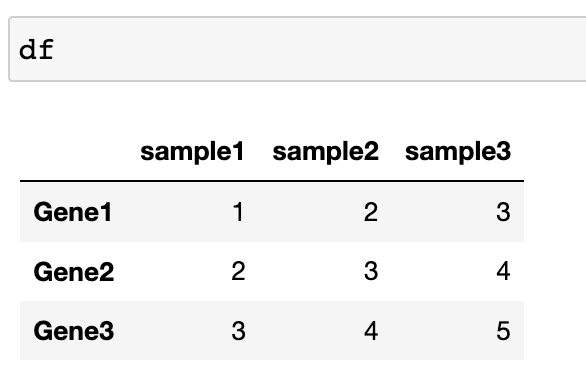 df
sample1 sample2 sample3
Gene1 1 2 3
Gene2 2 3 4
Gene3 3 4 5